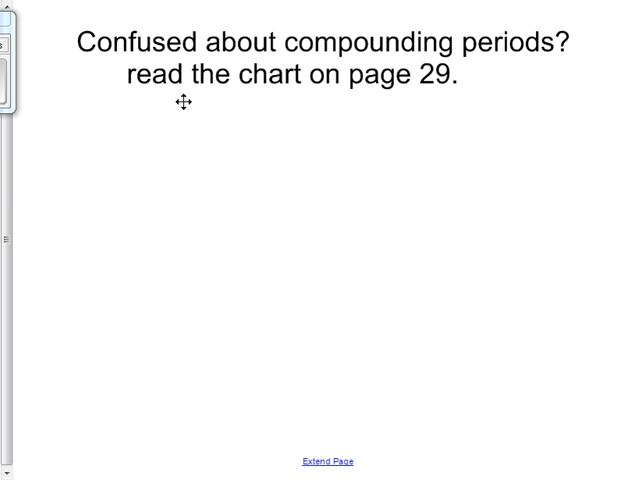 Confused about compounding periods?
read the chart on page 29.
s
Extend Page